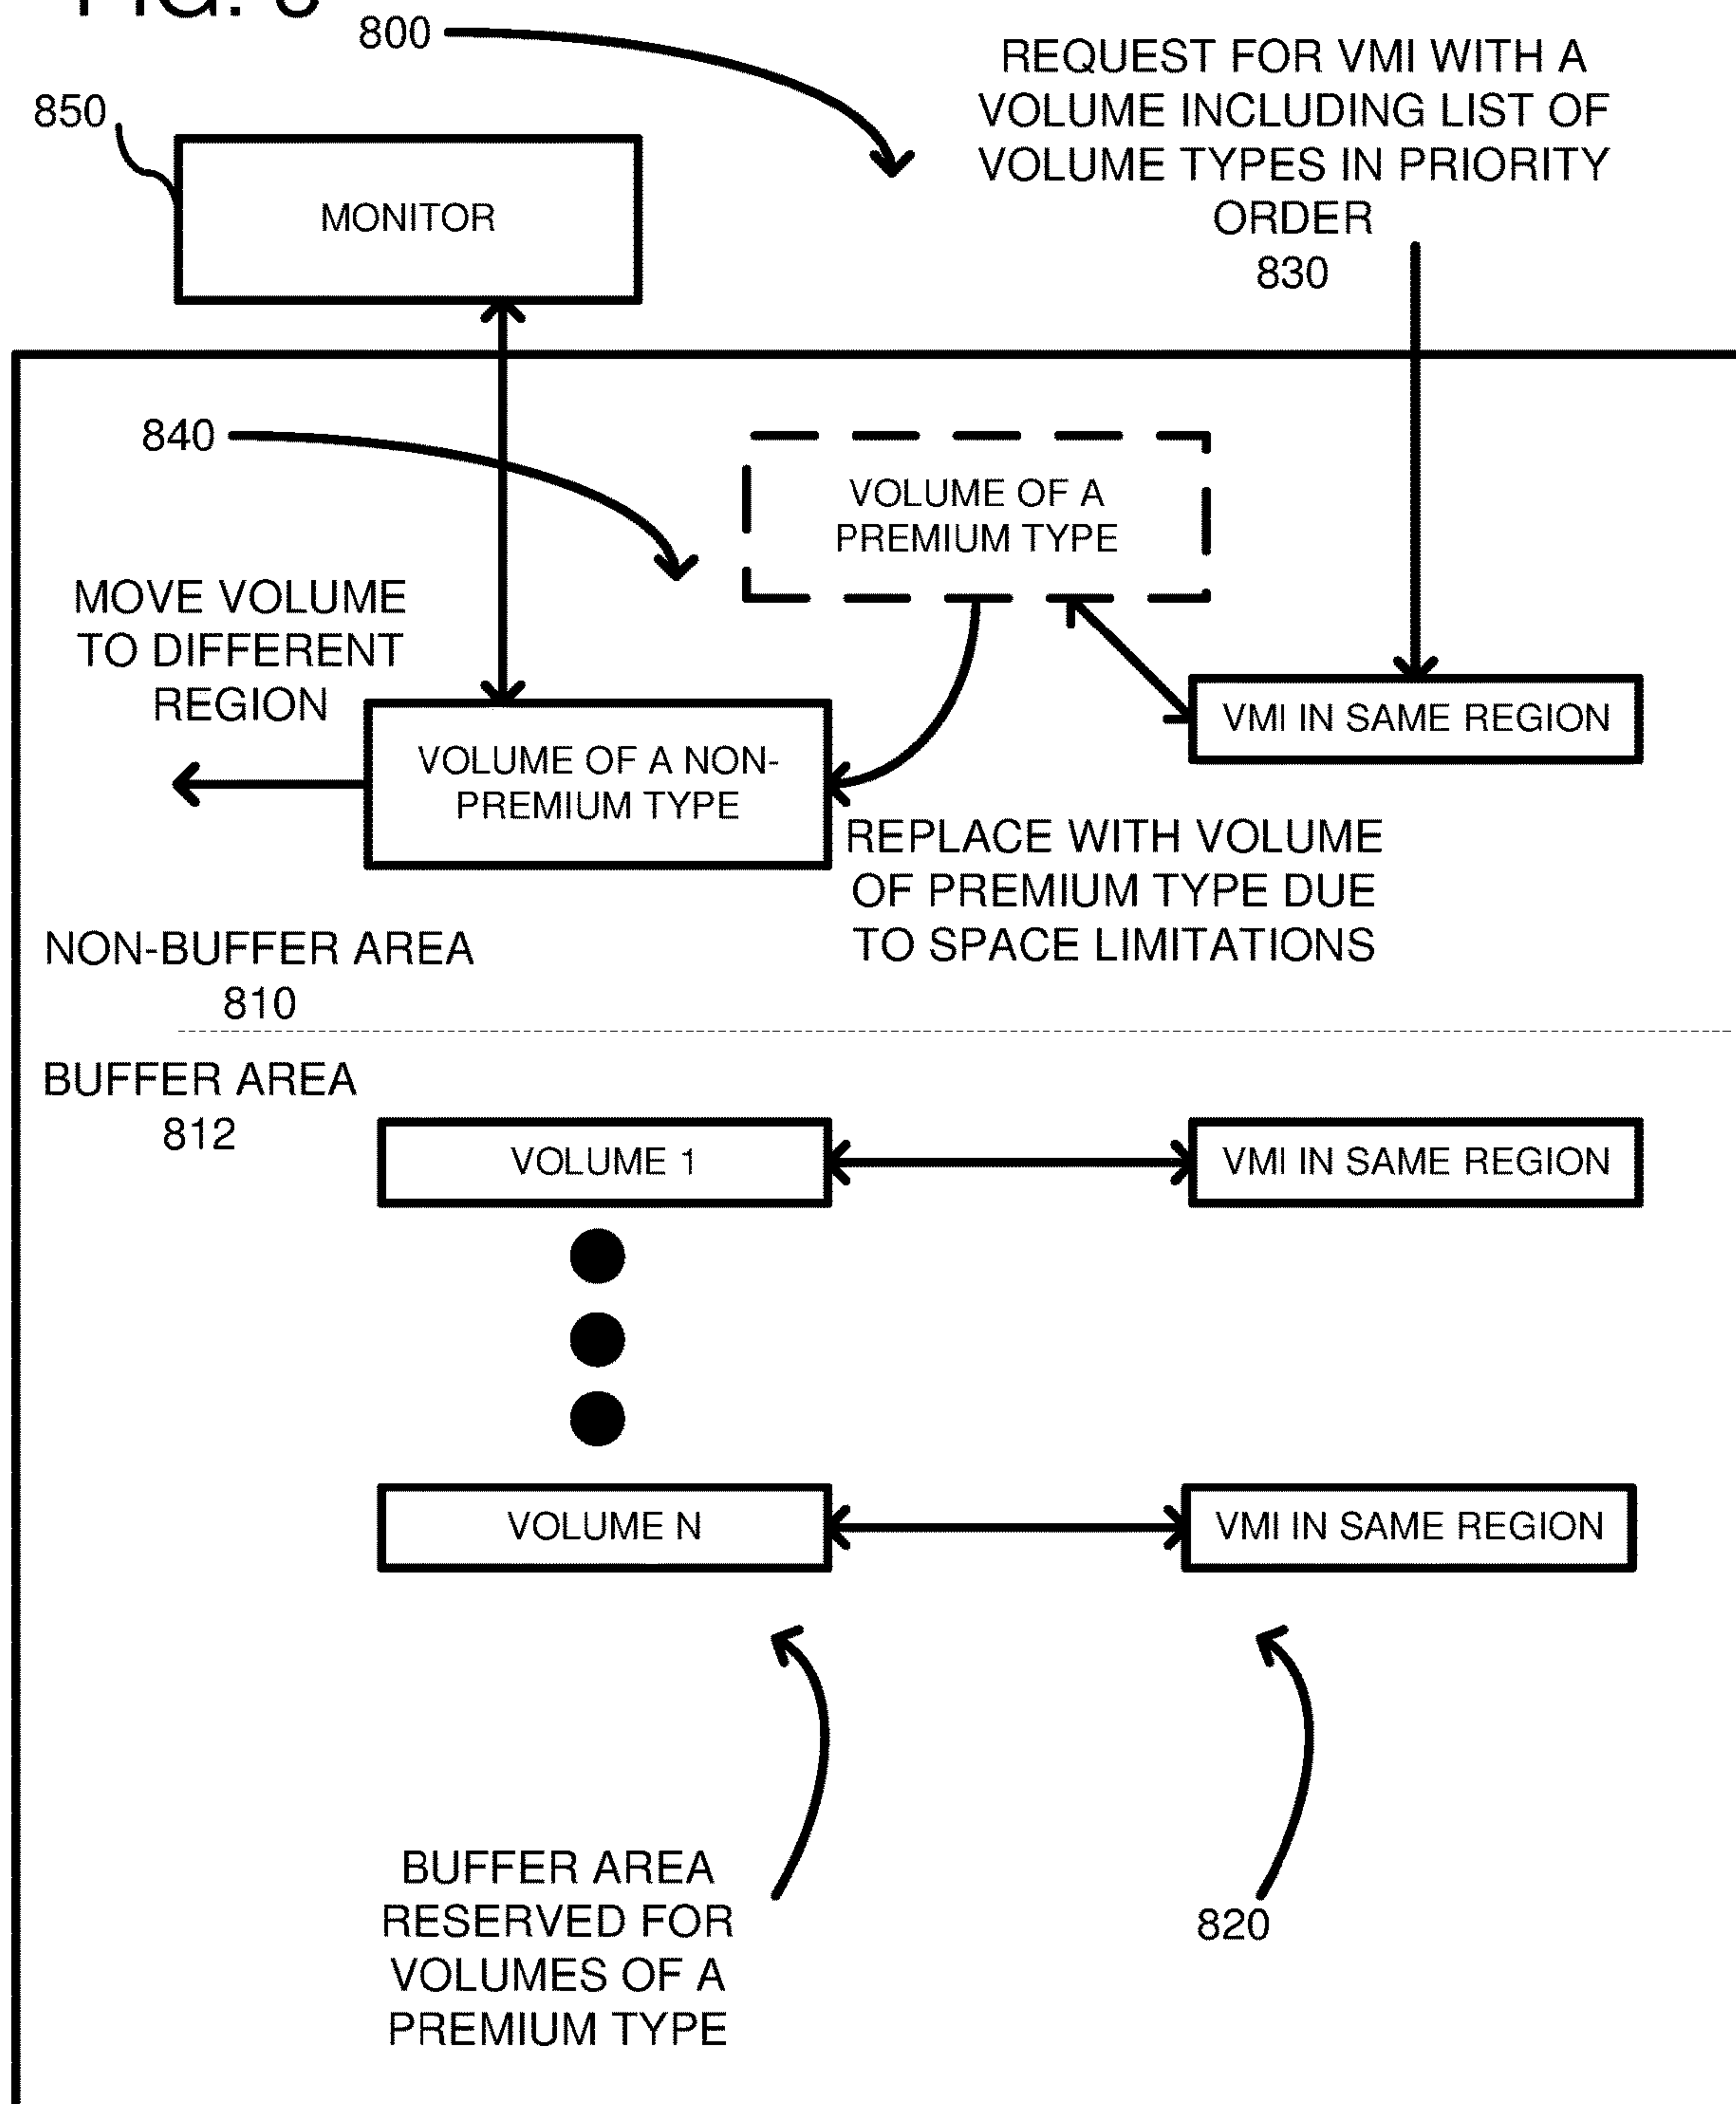 FIG.
800
850
REQUEST FOR VMI WITH A
VOLUME INCLUDING LIST OF
VOLUME TYPES IN PRIORITY
ORDER
830
MONITOR
840
VOLUME OF A
PREMIUM TYPE
MOVE VOLUME
TO DIFFERENT
REGION
VMI IN SAME REGION
VOLUME OF A NON-
PREMIUM TYPE
REPLACE WITH VOLUME
OF PREMIUM TYPE DUE
TO SPACE LIMITATIONS
NON-BUFFER AREA
810
BUFFER AREA
812
VOLUME 1
VMI IN SAME REGION
VOLUME N
VMI IN SAME REGION
BUFFER AREA
RESERVED FOR
VOLUMES OF A
PREMIUM TYPE
820